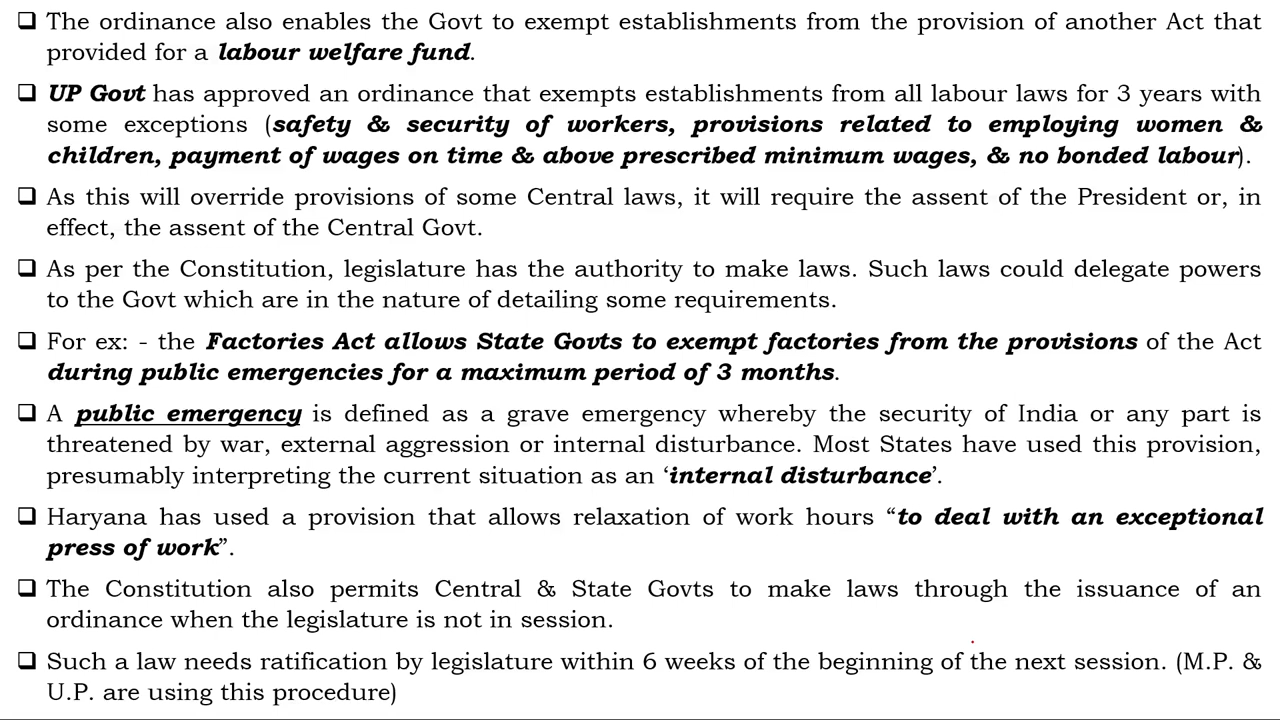 ❑ The ordinance also enables the Govt to exempt establishments from the provision of another Act that
provided for a labour welfare fund.
❑ UP Govt has approved an ordinance that exempts establishments from all labour laws for 3 years with
some exceptions (safety & security of workers, provisions related to employing women &
children, payment of wages on time & above prescribed minimum wages, & no bonded labour).
❑ As this will override provisions of some Central laws, it will require the assent of the President or, in
effect, the assent of the Central Govt.
❑ As per the Constitution, legislature has the authority to make laws. Such laws could delegate powers
to the Govt which are in the nature of detailing some requirements.
❑ For ex: - the Factories Act allows State Govts to exempt factories from the provisions of the Act
during public emergencies for a maximum period of 3 months.
❑ A public emergency is defined as a grave emergency whereby the security of India or any part is
threatened by war, external aggression or internal disturbance. Most States have used this provision,
presumably interpreting the current situation as an ‘internal disturbance’.
❑ Haryana has used a provision that allows relaxation of work hours “to deal with an exceptional
press of work”.
❑ The Constitution also permits Central & State Govts to make laws through the issuance of an
ordinance when the legislature is not in session.
❑ Such a law needs ratification by legislature within 6 weeks of the beginning of the next session. (M.P. &
U.P. are using this procedure)